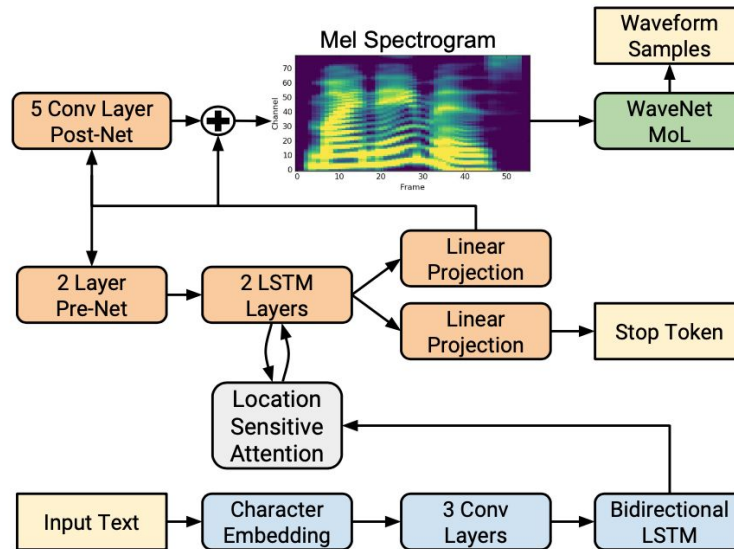 Mel Spectrogram
Waveform
Samples
5 Conv Layer
Post-Net
WaveNet
MoL
Channel
70
60
50
40
30
20
10
0
0
10
20
30
40
50
Frame
2 Layer
Pre-Net
2 LSTM
Layers
Linear
Projection
Linear
Projection
Stop Token
Location
Sensitive
Attention
Input Text
Character
Embedding
3 Conv
Layers
Bidirectional
LSTM